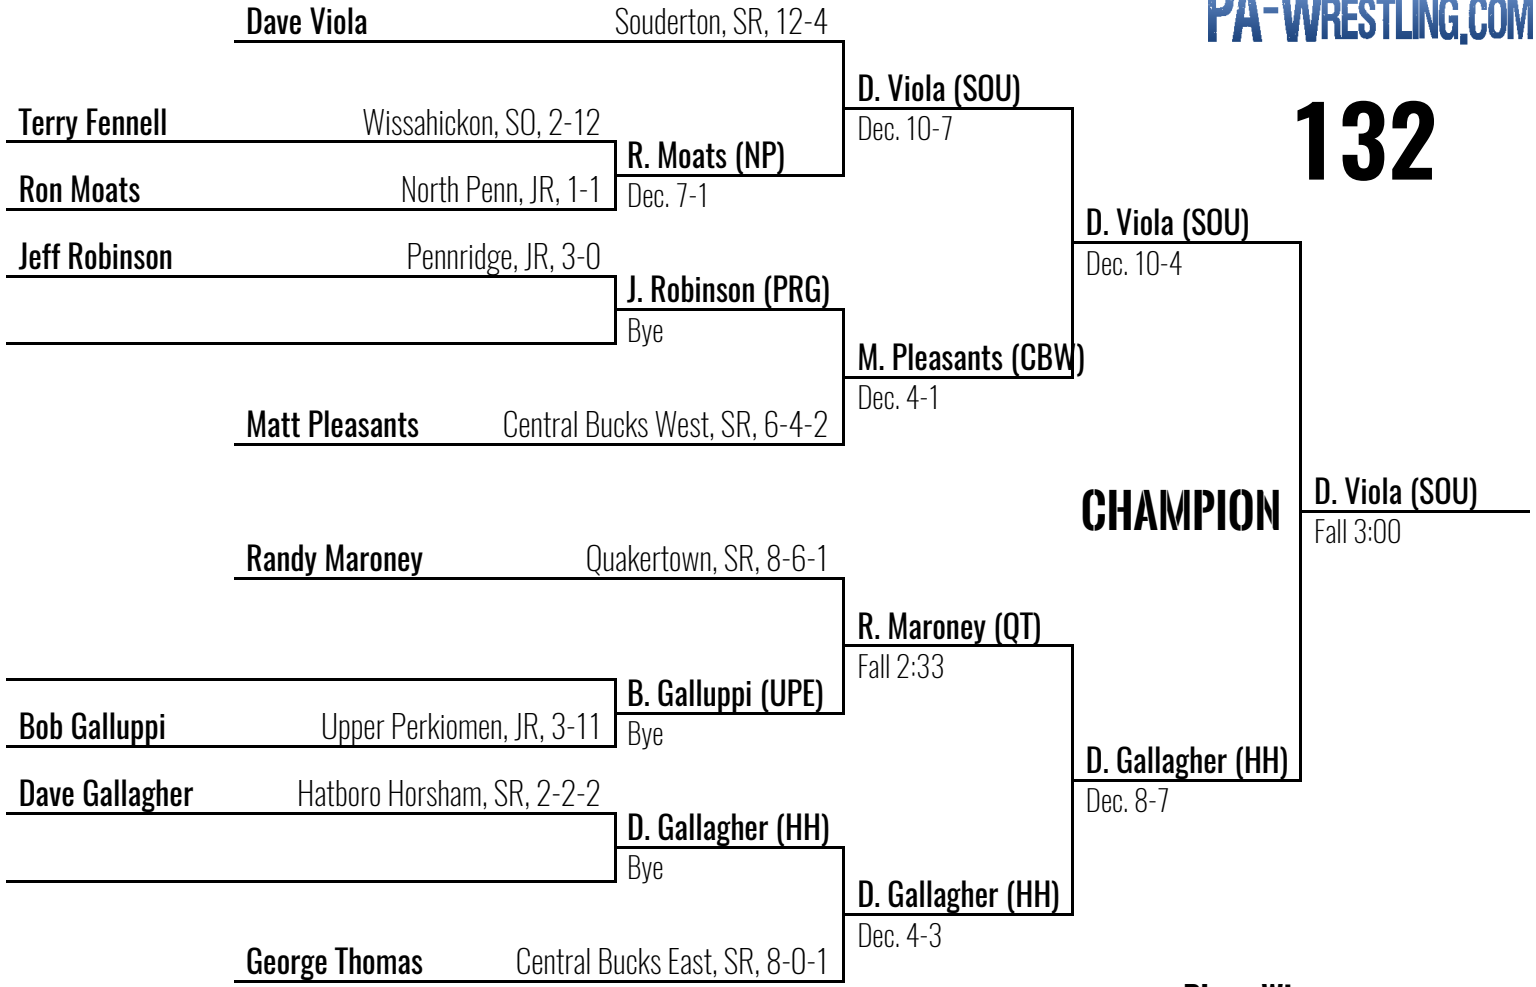 PA-WRESTLING.COM
132
Dave Viola Souderton, SR, 12-4
D. Viola (SOU)
Dec. 10-7
Terry Fennell Wissahickon, SO, 2-12
R. Moats (NP)
Dec. 7-1
Ron Moats North Penn, JR, 1-1
D. Viola (SOU)
Dec. 10-4
Jeff Robinson Pennridge, JR, 3-0
J. Robinson (PRG)
Bye
M. Pleasants (CBW)
Dec. 4-1
Matt Pleasants Central Bucks West, SR, 6-4-2
CHAMPION
D. Viola (SOU)
Fall 3:00
Randy Maroney Quakertown, SR, 8-6-1
R. Maroney (QT)
Fall 2:33
B. Galluppi (UPE)
Bye
Bob Galluppi Upper Perkiomen, JR, 3-11
D. Gallagher (HH)
Dec. 8-7
Dave Gallagher Hatboro Horsham, SR, 2-2-2
D. Gallagher (HH)
Bye
D. Gallagher (HH)
Dec. 4-3
George Thomas Central Bucks East, SR, 8-0-1